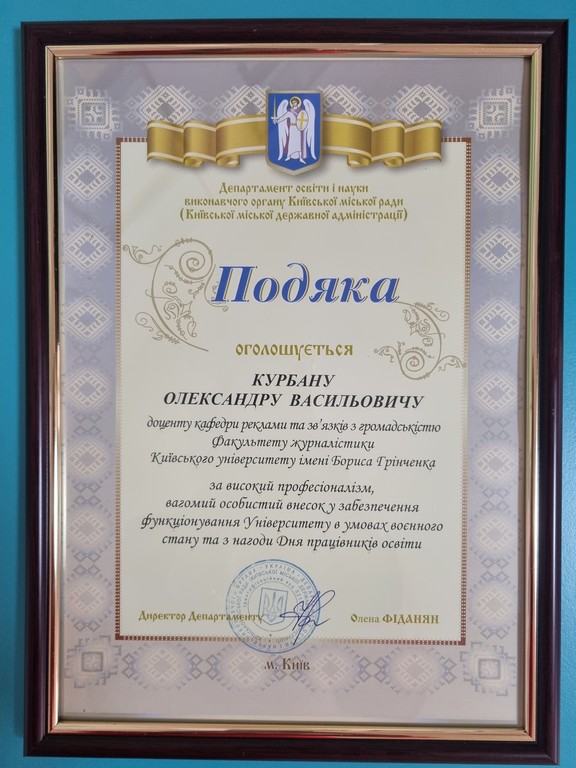 Департамент освіти і науки
виконавчого органу Київської міської ради
(Київської міської державної адміністрації)
Подяка
оголошується
КУРБАНУ
ОЛЕКСАНДРУ ВАСИЛЬОВИЧУ
доценту кафедри реклами та зв'язків з громадськістю
Факультету журналістики
Київського університету імені Бориса Грінченка
за високий професіоналізм,
вагомий особистий внесок у забезпечення
функціонування Університету в умовах воєнного
стану та з нагоди Дня працівників освіти
Директор Департаменту
Олена ФІДАНЯН
м. Київ